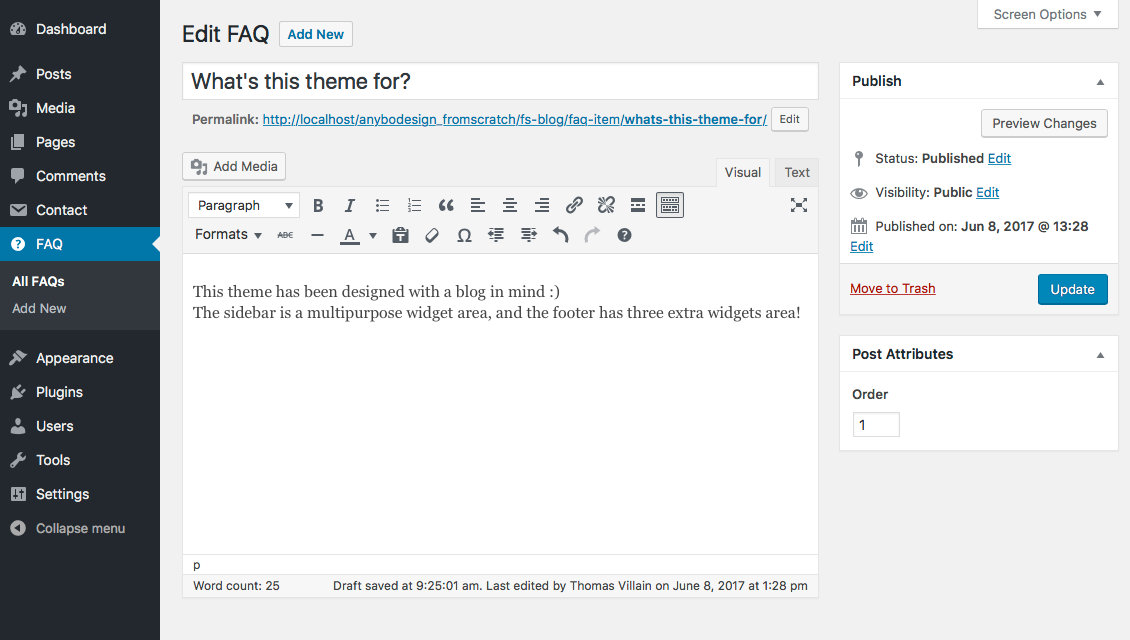 Dashboard
Posts
Media
Pages
Comments
Contact
FAQ
All FAQs
Add New
Appearance
Plugins
Users
Tools
Settings
Collapse menu
Screen Options
Edit FAQ Add New
What's this theme for?
Permalink: http://localhost/anybodesign_fromscratch/fs-blog/faq-item/whats-this-theme-for/ Edit
Add Media
Visual Text
Paragraph B I
Formats ABC A
This theme has been designed with a blog in mind :)
The sidebar is a multipurpose widget area, and the footer has three extra widgets area!
p
Word count: 25 Draft saved at 9:25:01 am. Last edited by Thomas Villain on June 8, 2017 at 1:28 pm
Publish
Preview Changes
Status: Published Edit
Visibility: Public Edit
Published on: Jun 8, 2017 @ 13:28
Edit
Move to Trash Update
Post Attributes
Order
1